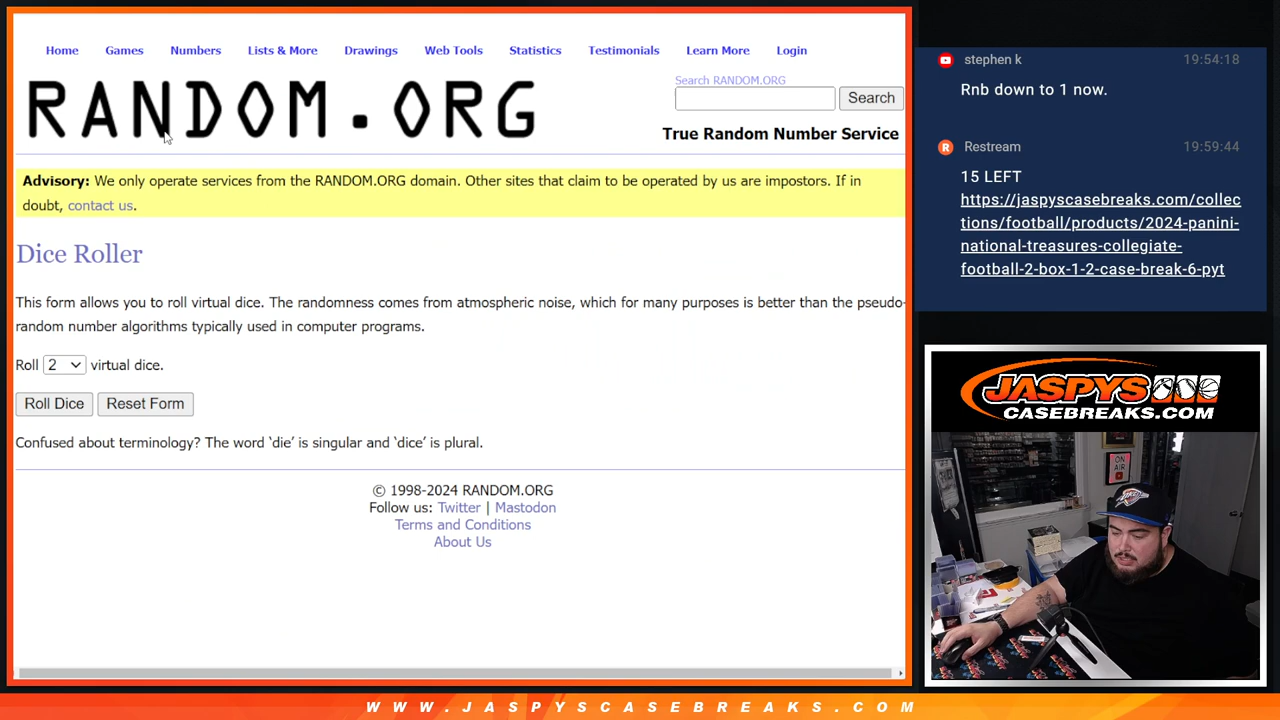 Home Games Numbers Lists & More Drawings Web Tools Statistics Testimonials Learn More Login
RANDOM.ORG
Search RANDOM.ORG
Search
True Random Number Service
Advisory: We only operate services from the RANDOM.ORG domain. Other sites that claim to be operated by us are impostors. If in
doubt, contact us.
Dice Roller
This form allows you to roll virtual dice. The randomness comes from atmospheric noise, which for many purposes is better than the pseudo-
random number algorithms typically used in computer programs.
Roll 2 virtual dice.
Roll Dice Reset Form
Confused about terminology? The word ‘die’ is singular and ‘dice’ is plural.
© 1998-2024 RANDOM.ORG
Follow us: Twitter | Mastodon
Terms and Conditions
About Us
stephen k 19:54:18
Rnb down to 1 now.
R Restream 19:59:44
15 LEFT
https://jaspyscasebreaks.com/collec
tions/football/products/2024-panini-
national-treasures-collegiate-
football-2-box-1-2-case-break-6-pyt
JASPYS
CASEBREAKS.COM
ON
AIR
WWW.JASPYSCASEBREAKS.COM